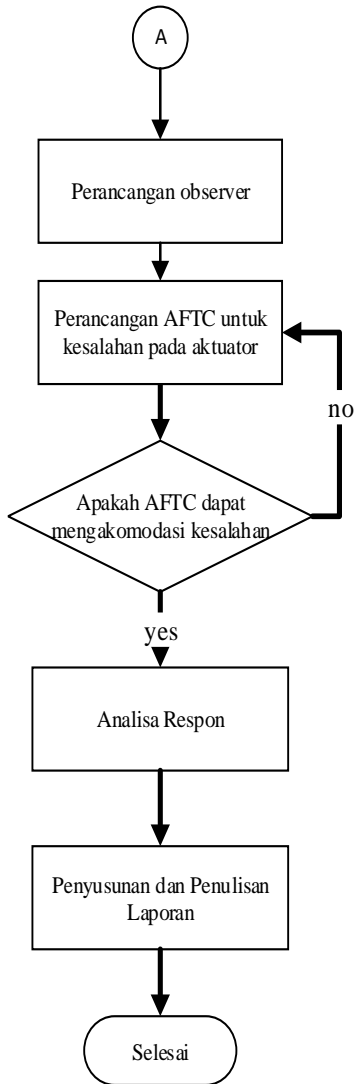 A
Perancangan observer
Perancangan AFTC untuk
kesalahan pada aktuator
no
Apakah AFTC dapat
mengakomodasi kesalahan
yes
Analisa Respon
Penyusunan dan Penulisan
Laporan
Selesai